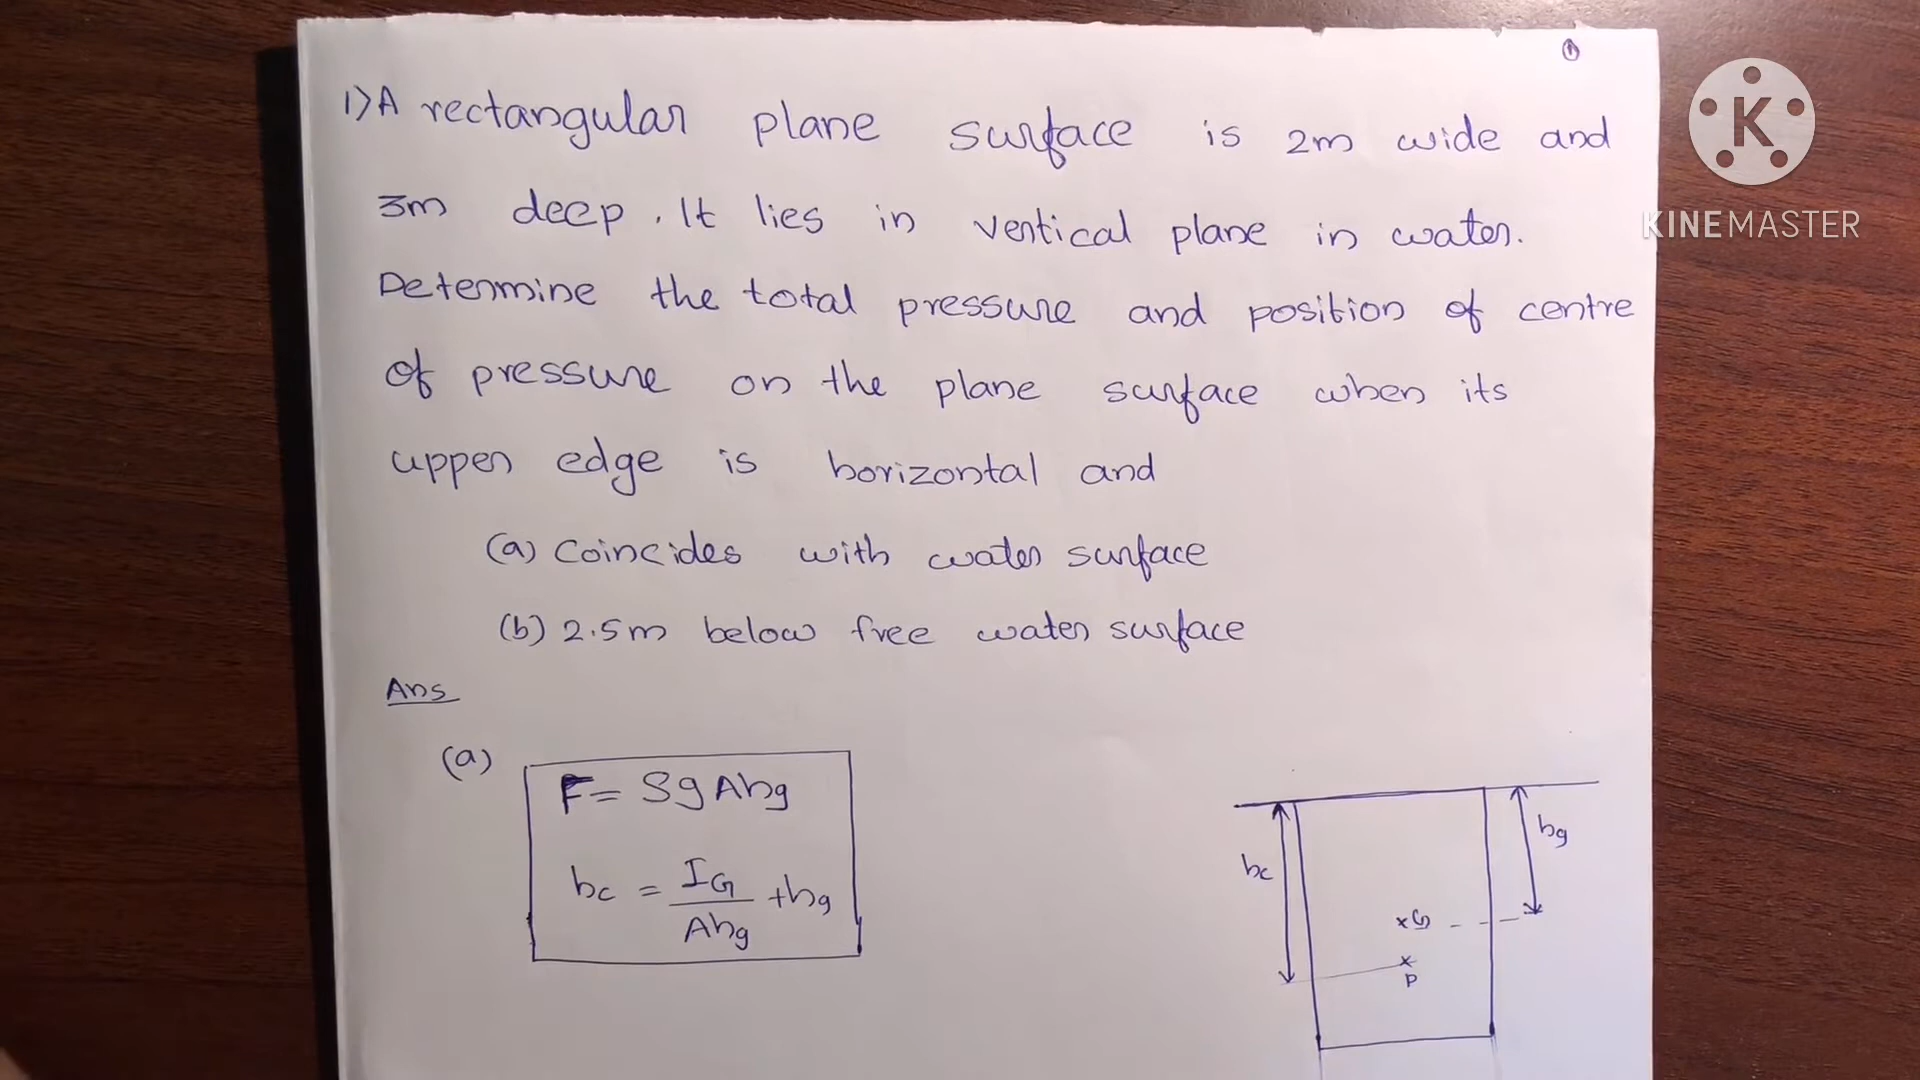 1
1) A rectangular plane surface is 2m wide and
3m deep. It lies in vertical plane in water.
Determine the total pressure and position of centre
of pressure on the plane surface when its
upper edge is horizontal and
(a) Coincides with water surface
(b) 2.5m below free water surface
Ans
(a)
F = ρgAhg
hc = IG/Ahg + hg
hc
hg
×G
×
P
K
KINEMASTER